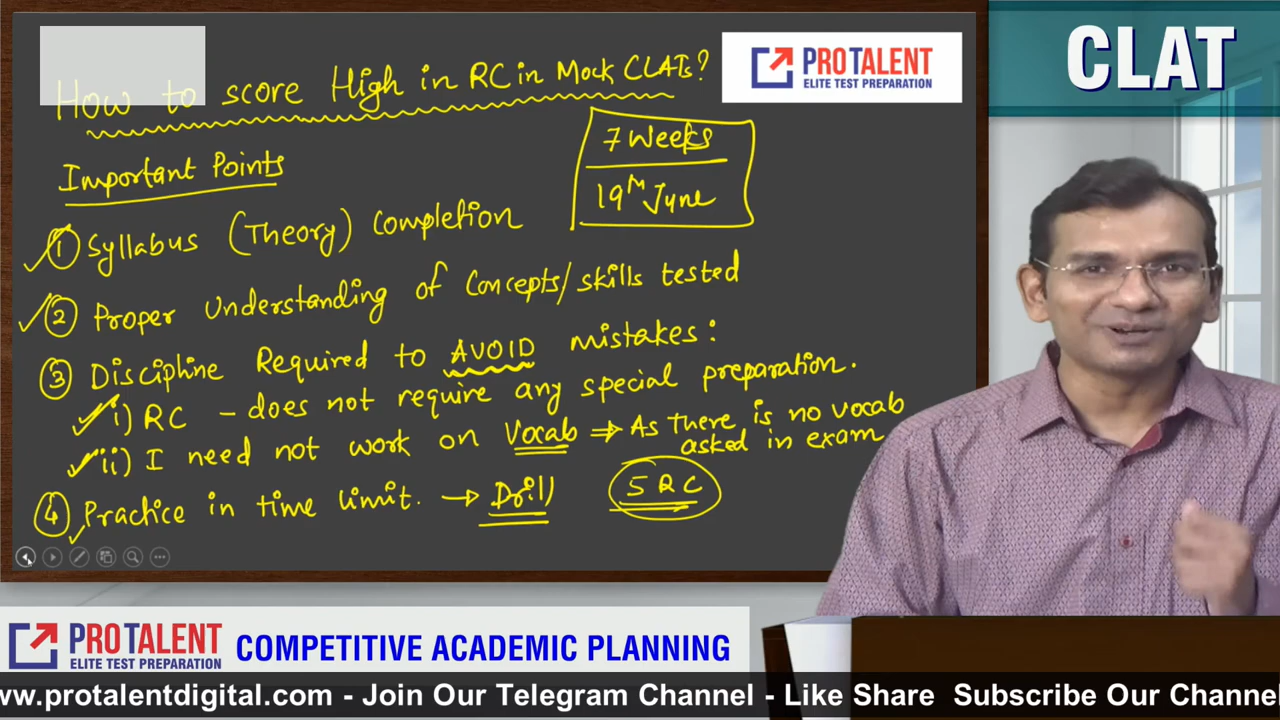 How to score High in RC in Mock CLATs?
PROTALENT
ELITE TEST PREPARATION
CLAT
7 Weeks
19th June
Important Points
1 Syllabus (Theory) Completion
2 Proper Understanding of Concepts/skills tested
3 Discipline Required to AVOID mistakes:
i) RC - does not require any special preparation.
ii) I need not work on Vocab ⇒ As there is no vocab
asked in exam
4 Practice in time limit. → Drill
5 RC
PROTALENT
ELITE TEST PREPARATION
COMPETITIVE ACADEMIC PLANNING
www.protalentdigital.com - Join Our Telegram Channel - Like Share Subscribe Our Channel